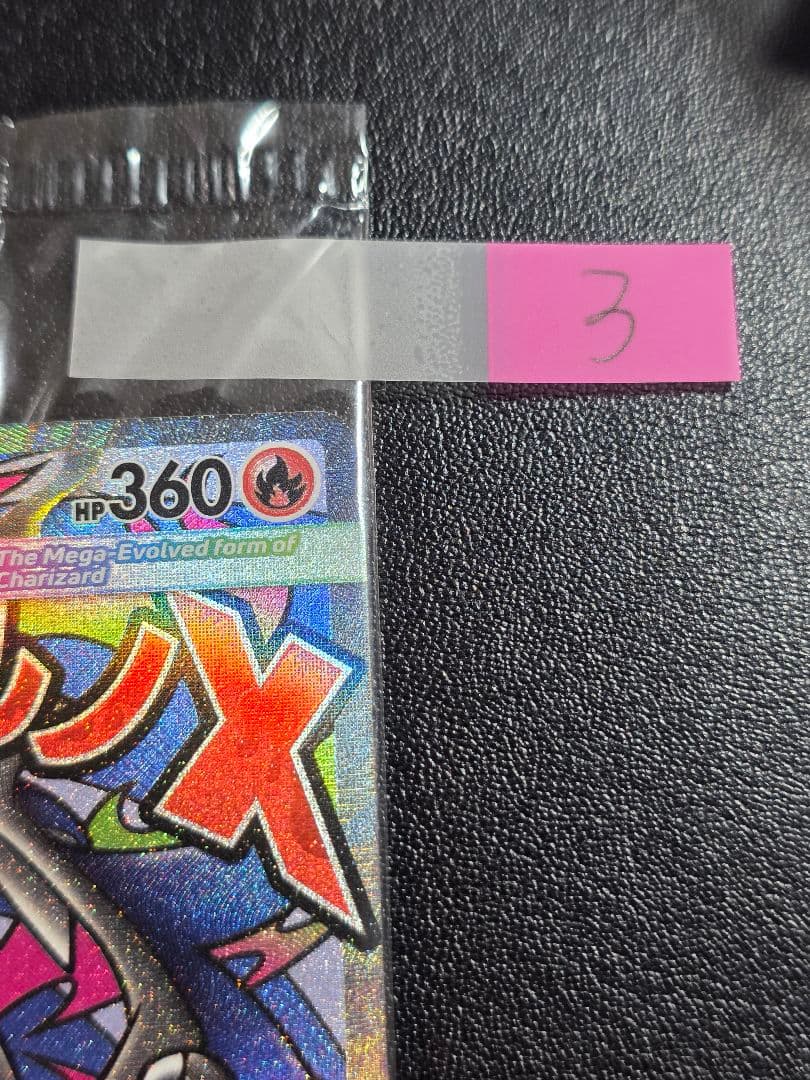 3
HP360
The Mega-Evolved form of
Charizard
X